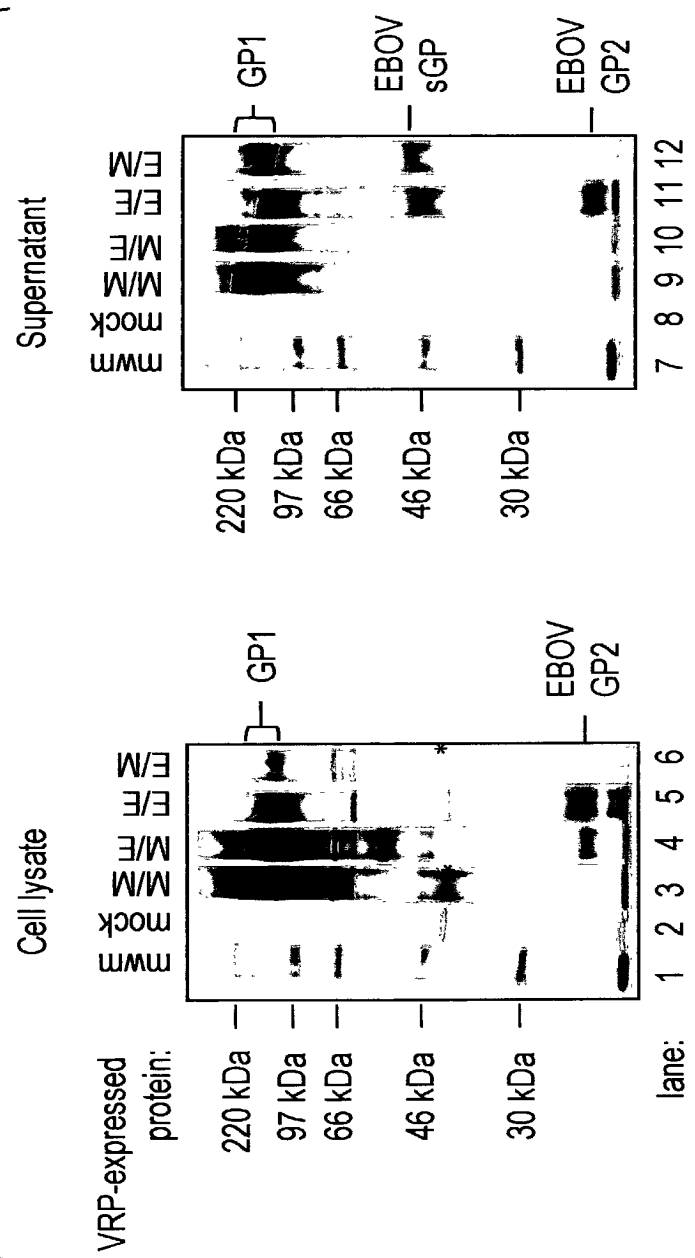 Cell lysate
VRP-expressed
protein:
mwm mock M/M M/E E/E E/M
220 kDa
97 kDa
66 kDa
46 kDa
30 kDa
GP1
*
*
EBOV
GP2
lane: 1 2 3 4 5 6
Supernatant
mwm mock M/M M/E E/E E/M
220 kDa
97 kDa
66 kDa
46 kDa
30 kDa
GP1
EBOV
sGP
EBOV
GP2
7 8 9 10 11 12